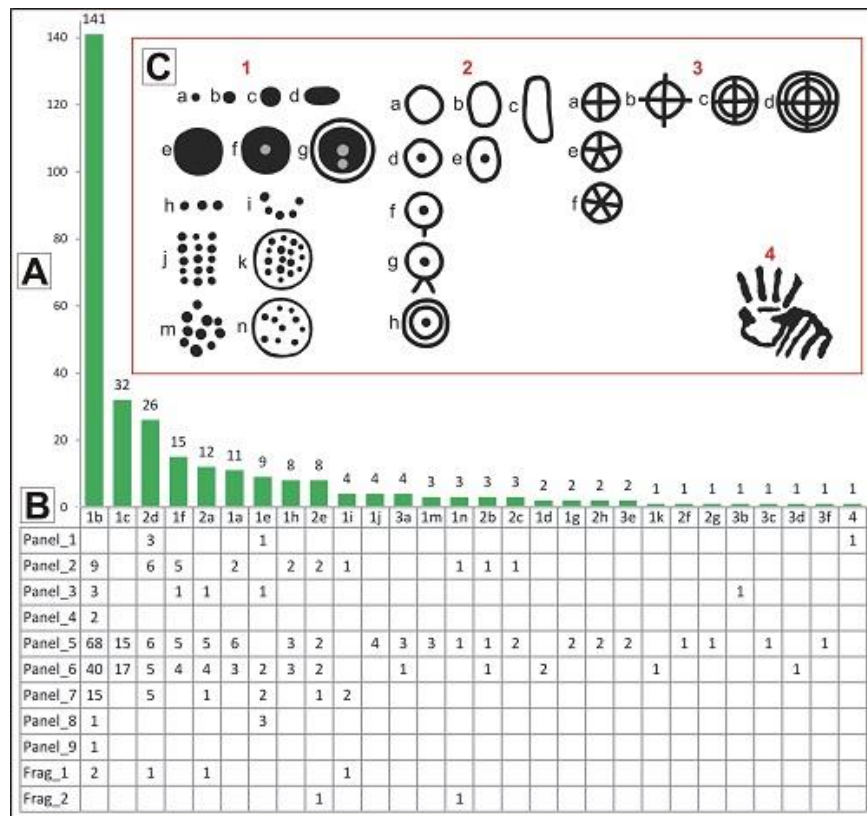 141
140
C
1
2
3
a b c d
a
b
c
a
b
c
d
e
f
g
d
e
e
h
i
f
f
j
k
g
4
m
n
h
120
100
80
A
60
40
32
26
20
15 12 11 9 8 8 4 4 4 3 3 3 3 2 2 2 2 1 1 1 1 1 1 1 1
B
0
1b 1c 2d 1f 2a 1a 1e 1h 2e 1i 1j 3a 1m 1n 2b 2c 1d 1g 2h 3e 1k 2f 2g 3b 3c 3d 3f 4
Panel_1 3 1 1
Panel_2 9 6 5 2 2 2 1 1 1 1
Panel_3 3 1 1 1 1
Panel_4 2
Panel_5 68 15 6 5 5 6 3 2 4 3 3 1 1 2 2 2 2 1 1 1 1
Panel_6 40 17 5 4 4 3 2 3 2 1 1 2 1 1
Panel_7 15 5 1 2 1 2
Panel_8 1 3
Panel_9 1
Frag_1 2 1 1 1
Frag_2 1 1